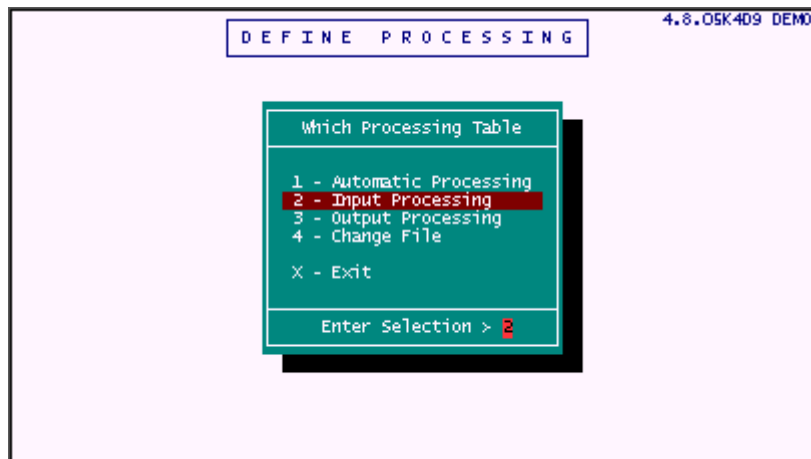 4.8.05K4D9 DEMO
DEFINE PROCESSING
Which Processing Table
1 - Automatic Processing
2 - Input Processing
3 - Output Processing
4 - Change File
X - Exit
Enter Selection > 2